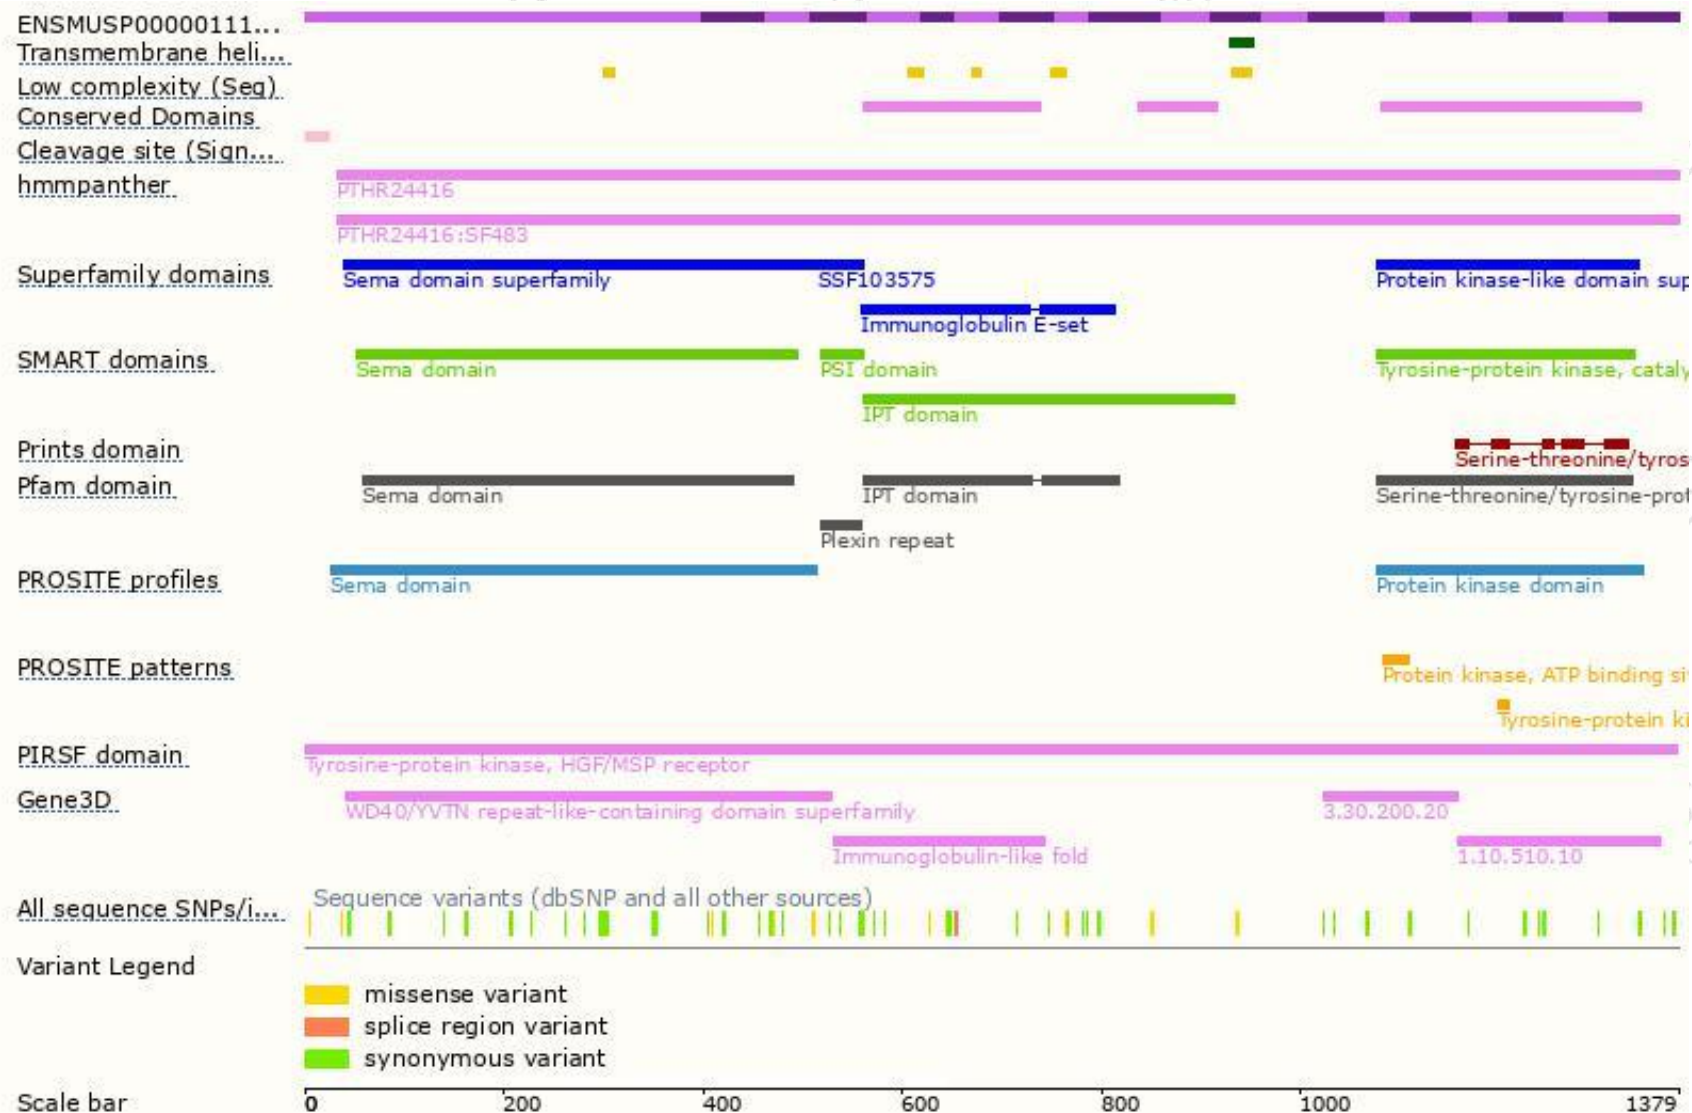 ENSMUSP00000111...
Transmembrane heli...
Low complexity (Seg)
Conserved Domains
Cleavage site (Sign...
hmmpanther
PTHR24416
PTHR24416:SF483
Superfamily domains
Sema domain superfamily
SSF103575
Protein kinase-like domain sup
Immunoglobulin E-set
SMART domains
Sema domain
PSI domain
Tyrosine-protein kinase, cataly
IPT domain
Prints domain
Serine-threonine/tyros
Pfam domain
Sema domain
IPT domain
Serine-threonine/tyrosine-prot
Plexin repeat
PROSITE profiles
Sema domain
Protein kinase domain
PROSITE patterns
Protein kinase, ATP binding si
Tyrosine-protein ki
PIRSF domain
Tyrosine-protein kinase, HGF/MSP receptor
Gene3D
WD40/YVTN repeat-like-containing domain superfamily
3.30.200.20
Immunoglobulin-like fold
1.10.510.10
Sequence variants (dbSNP and all other sources)
All sequence SNPs/i...
Variant Legend
missense variant
splice region variant
synonymous variant
Scale bar
0 200 400 600 800 1000 1379